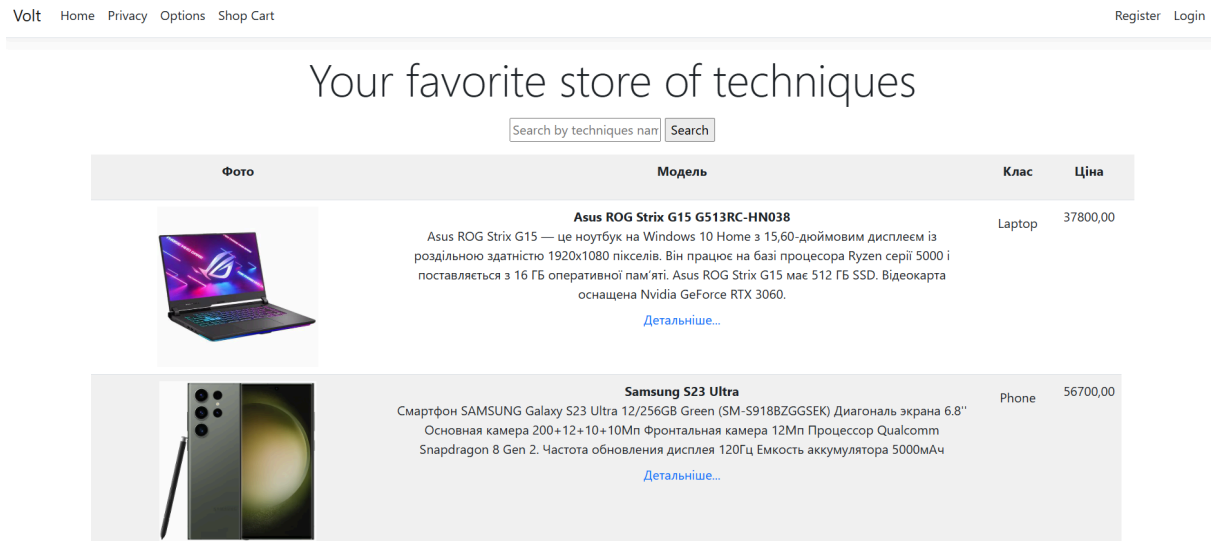 Volt Home Privacy Options Shop Cart Register Login
Your favorite store of techniques
Search by techniques nam Search
Фото Модель Клас Ціна
Asus ROG Strix G15 G513RC-HN038
Asus ROG Strix G15 — це ноутбук на Windows 10 Home з 15,60-дюймовим дисплеєм із
роздільною здатністю 1920x1080 пікселів. Він працює на базі процесора Ryzen серії 5000 і
поставляється з 16 ГБ оперативної пам’яті. Asus ROG Strix G15 має 512 ГБ SSD. Відеокарта
оснащена Nvidia GeForce RTX 3060.
Детальніше...
Laptop
37800,00
Samsung S23 Ultra
Смартфон SAMSUNG Galaxy S23 Ultra 12/256GB Green (SM-S918BZGGSEK) Диагональ экрана 6.8''
Основная камера 200+12+10+10Мп Фронтальная камера 12Мп Процессор Qualcomm
Snapdragon 8 Gen 2. Частота обновления дисплея 120Гц Емкость аккумулятора 5000мАч
Детальніше...
Phone
56700,00